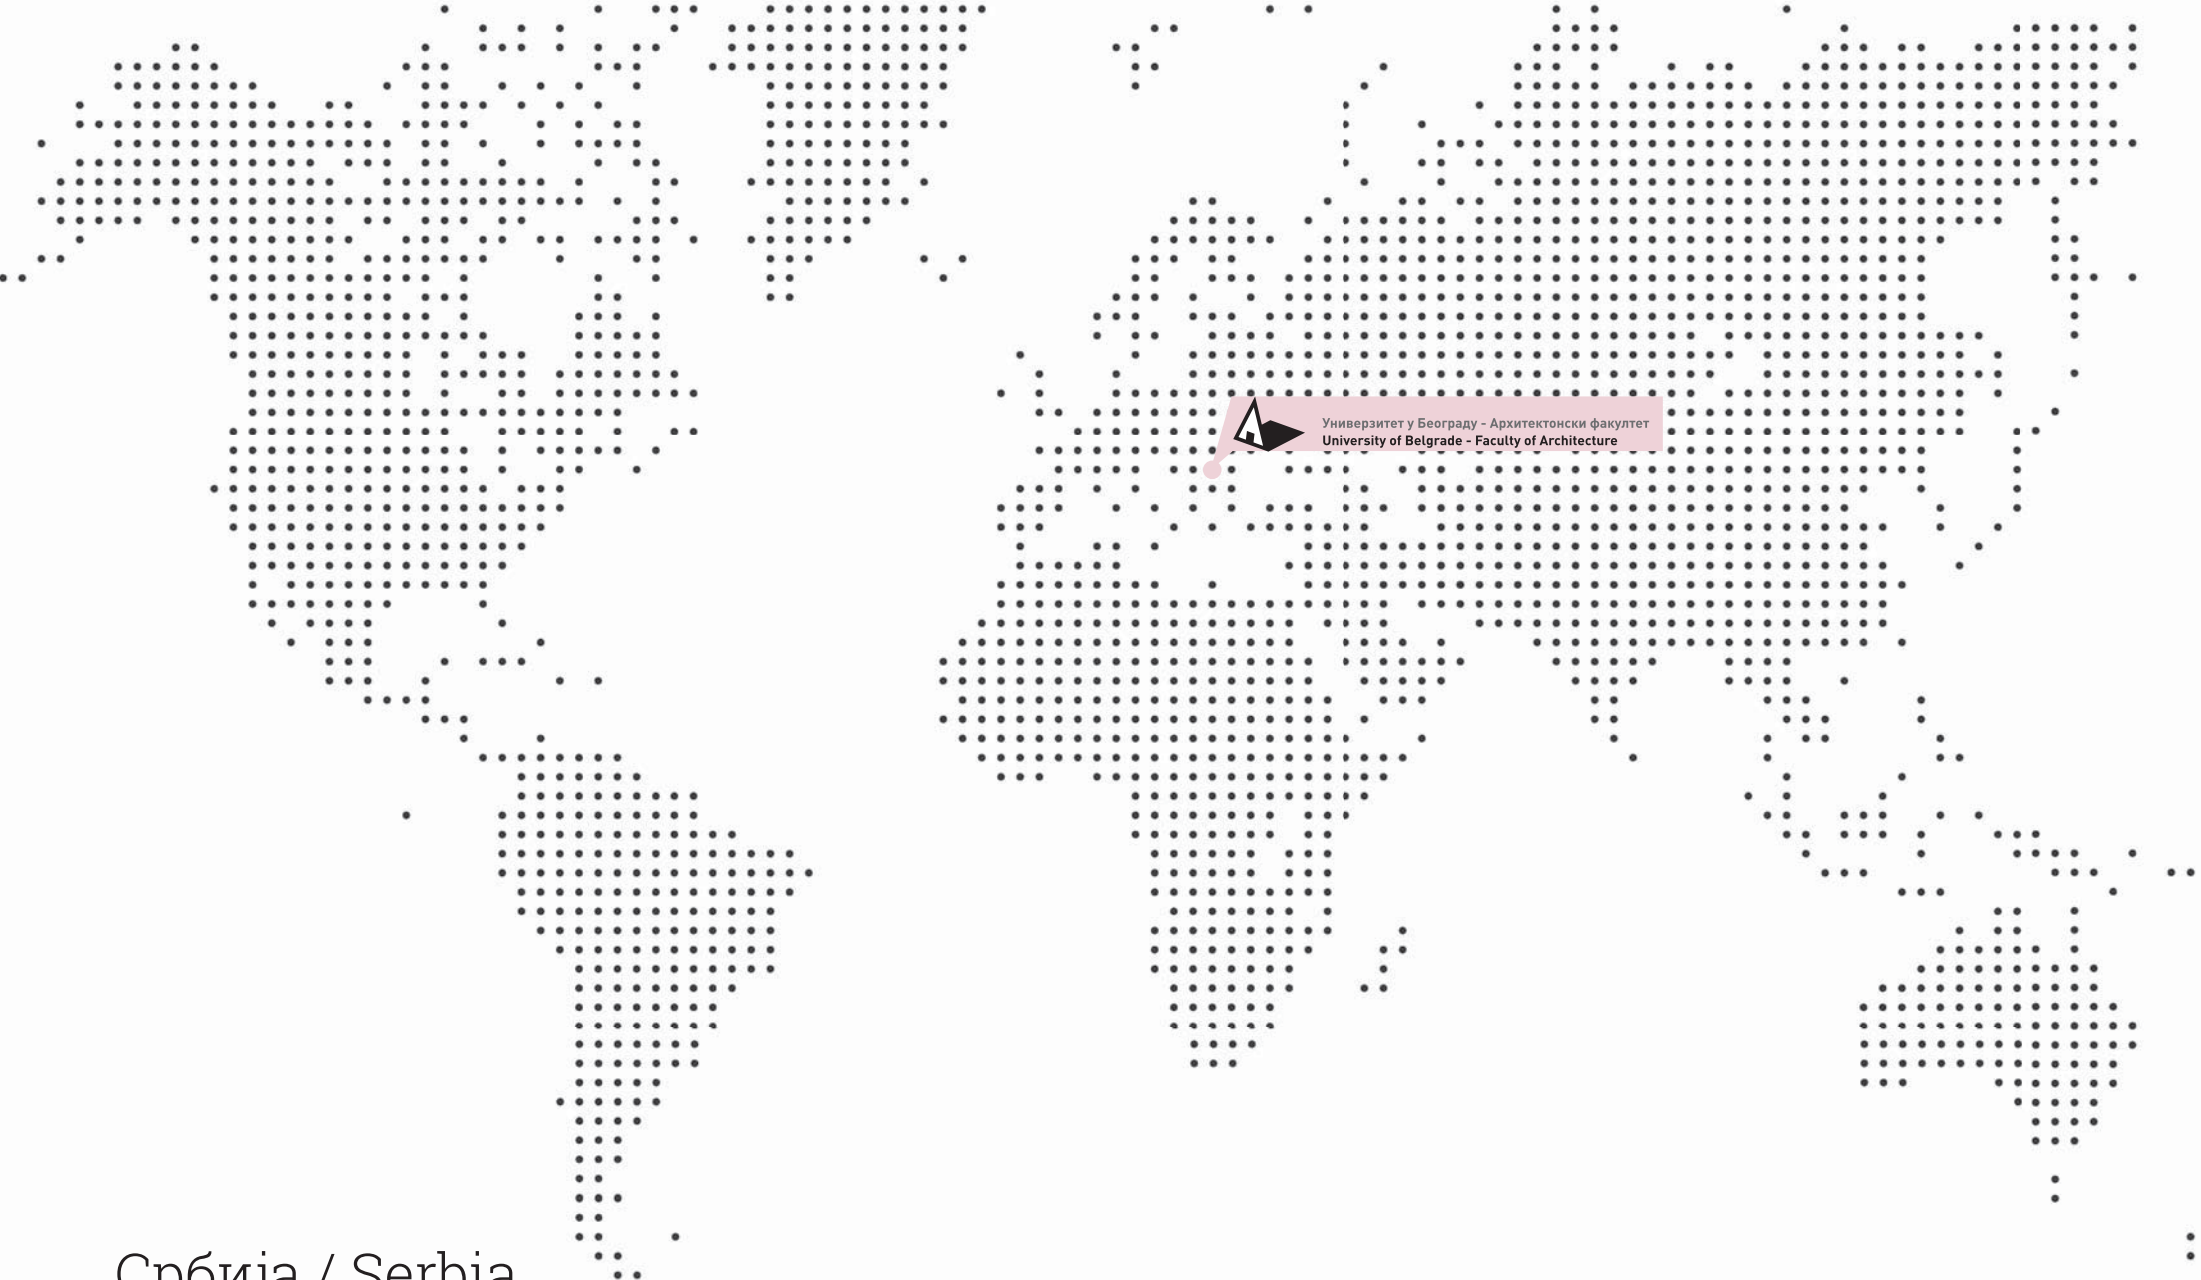 Универзитет у Београду - Архитектонски факултет
University of Belgrade - Faculty of Architecture
Србија / Serbia